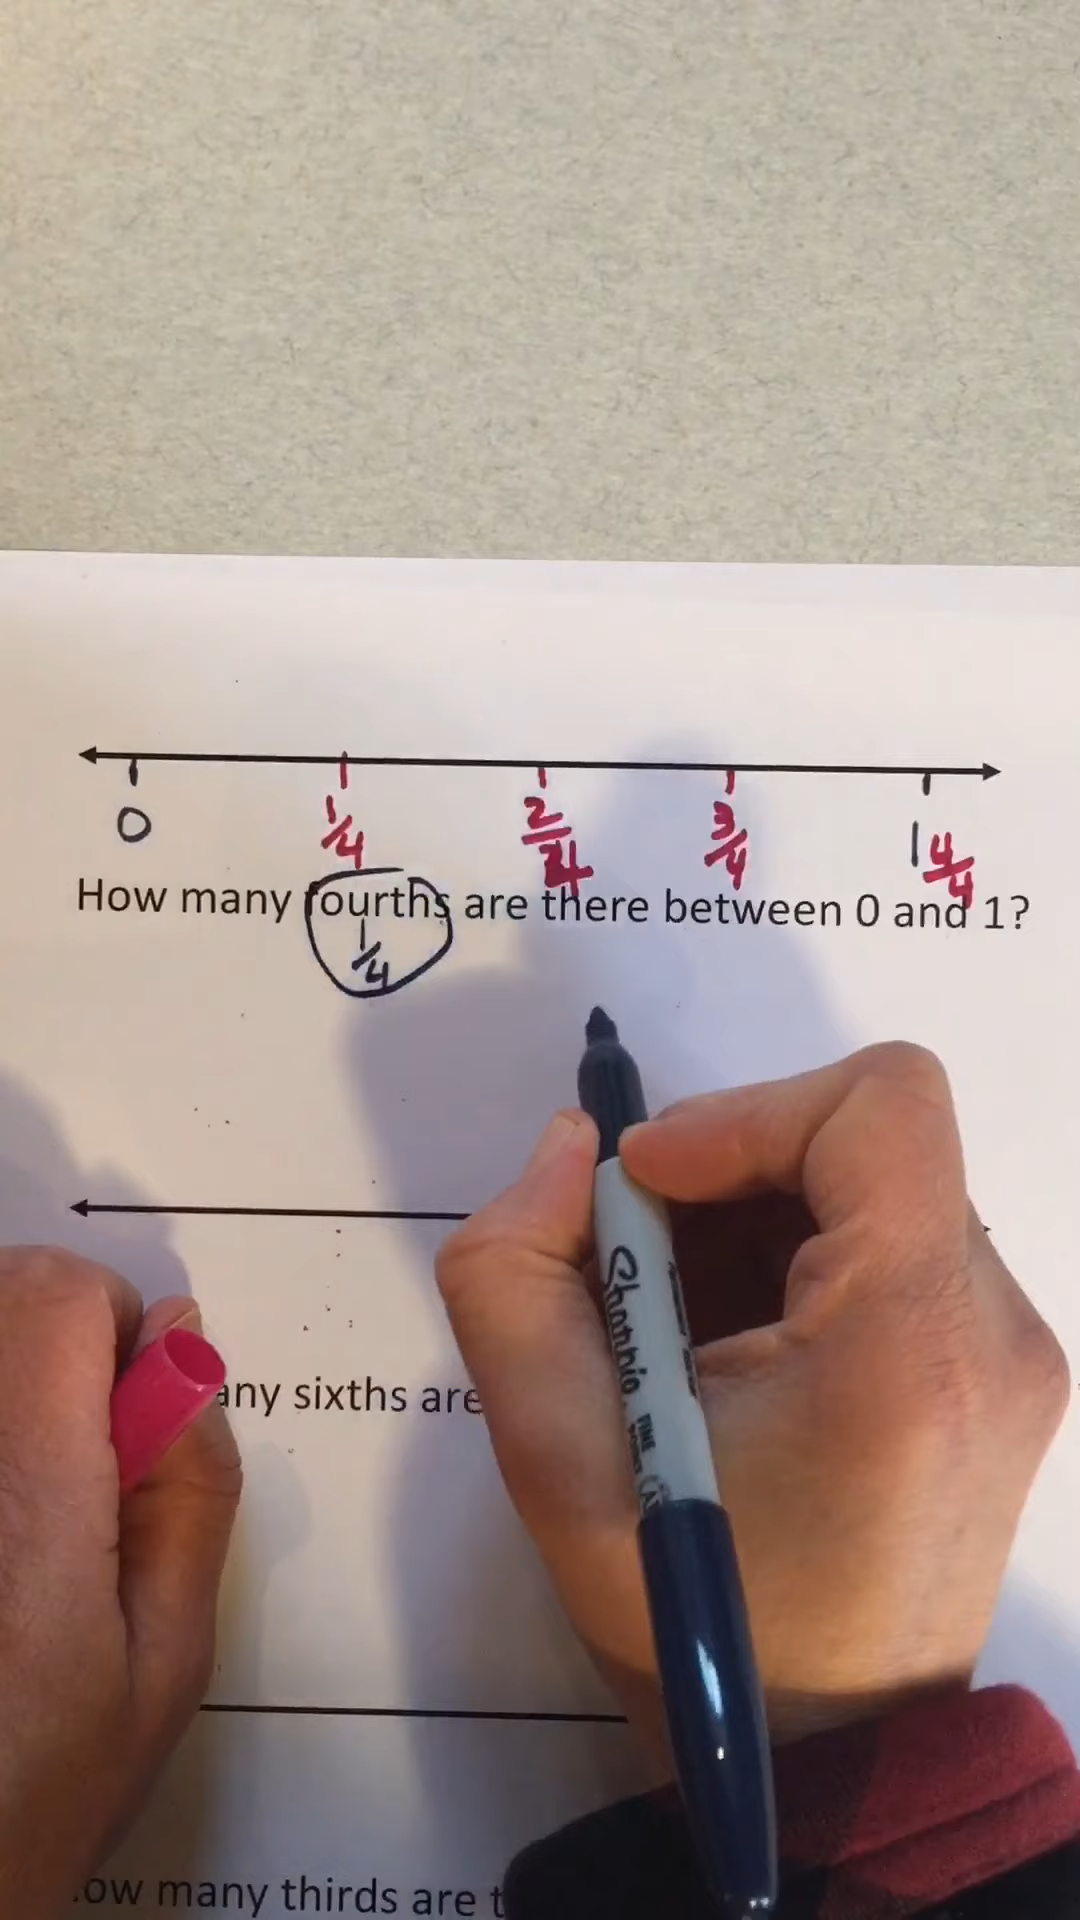 0 1/4 2/4 3/4 1 4/4
How many fourths are there between 0 and 1?
1/4
Sharpie
FINE
any sixths are
ow many thirds are t